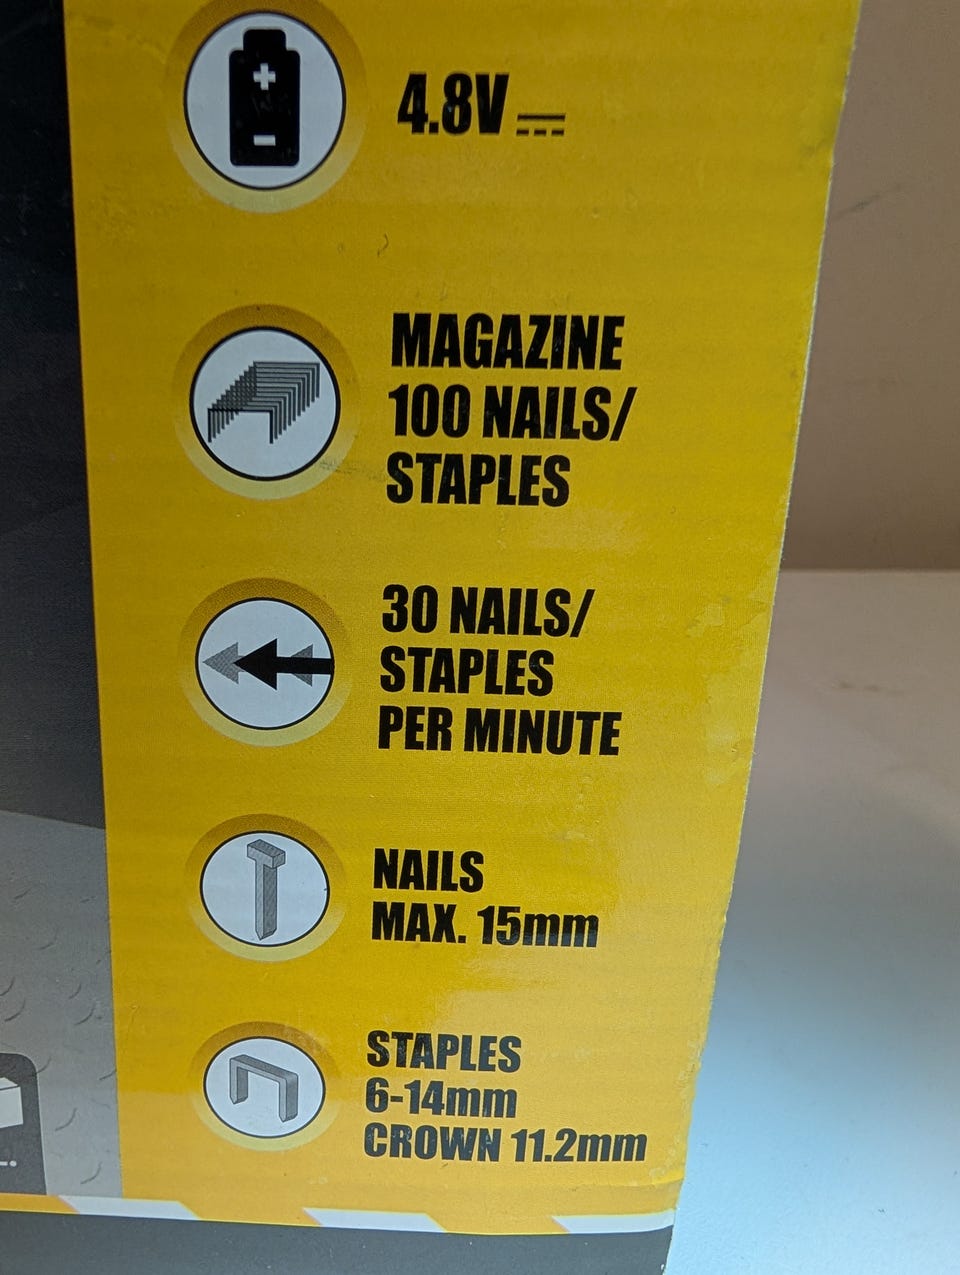 4.8V
MAGAZINE
100 NAILS/
STAPLES
30 NAILS/
STAPLES
PER MINUTE
NAILS
MAX. 15mm
STAPLES
6-14mm
CROWN 11.2mm